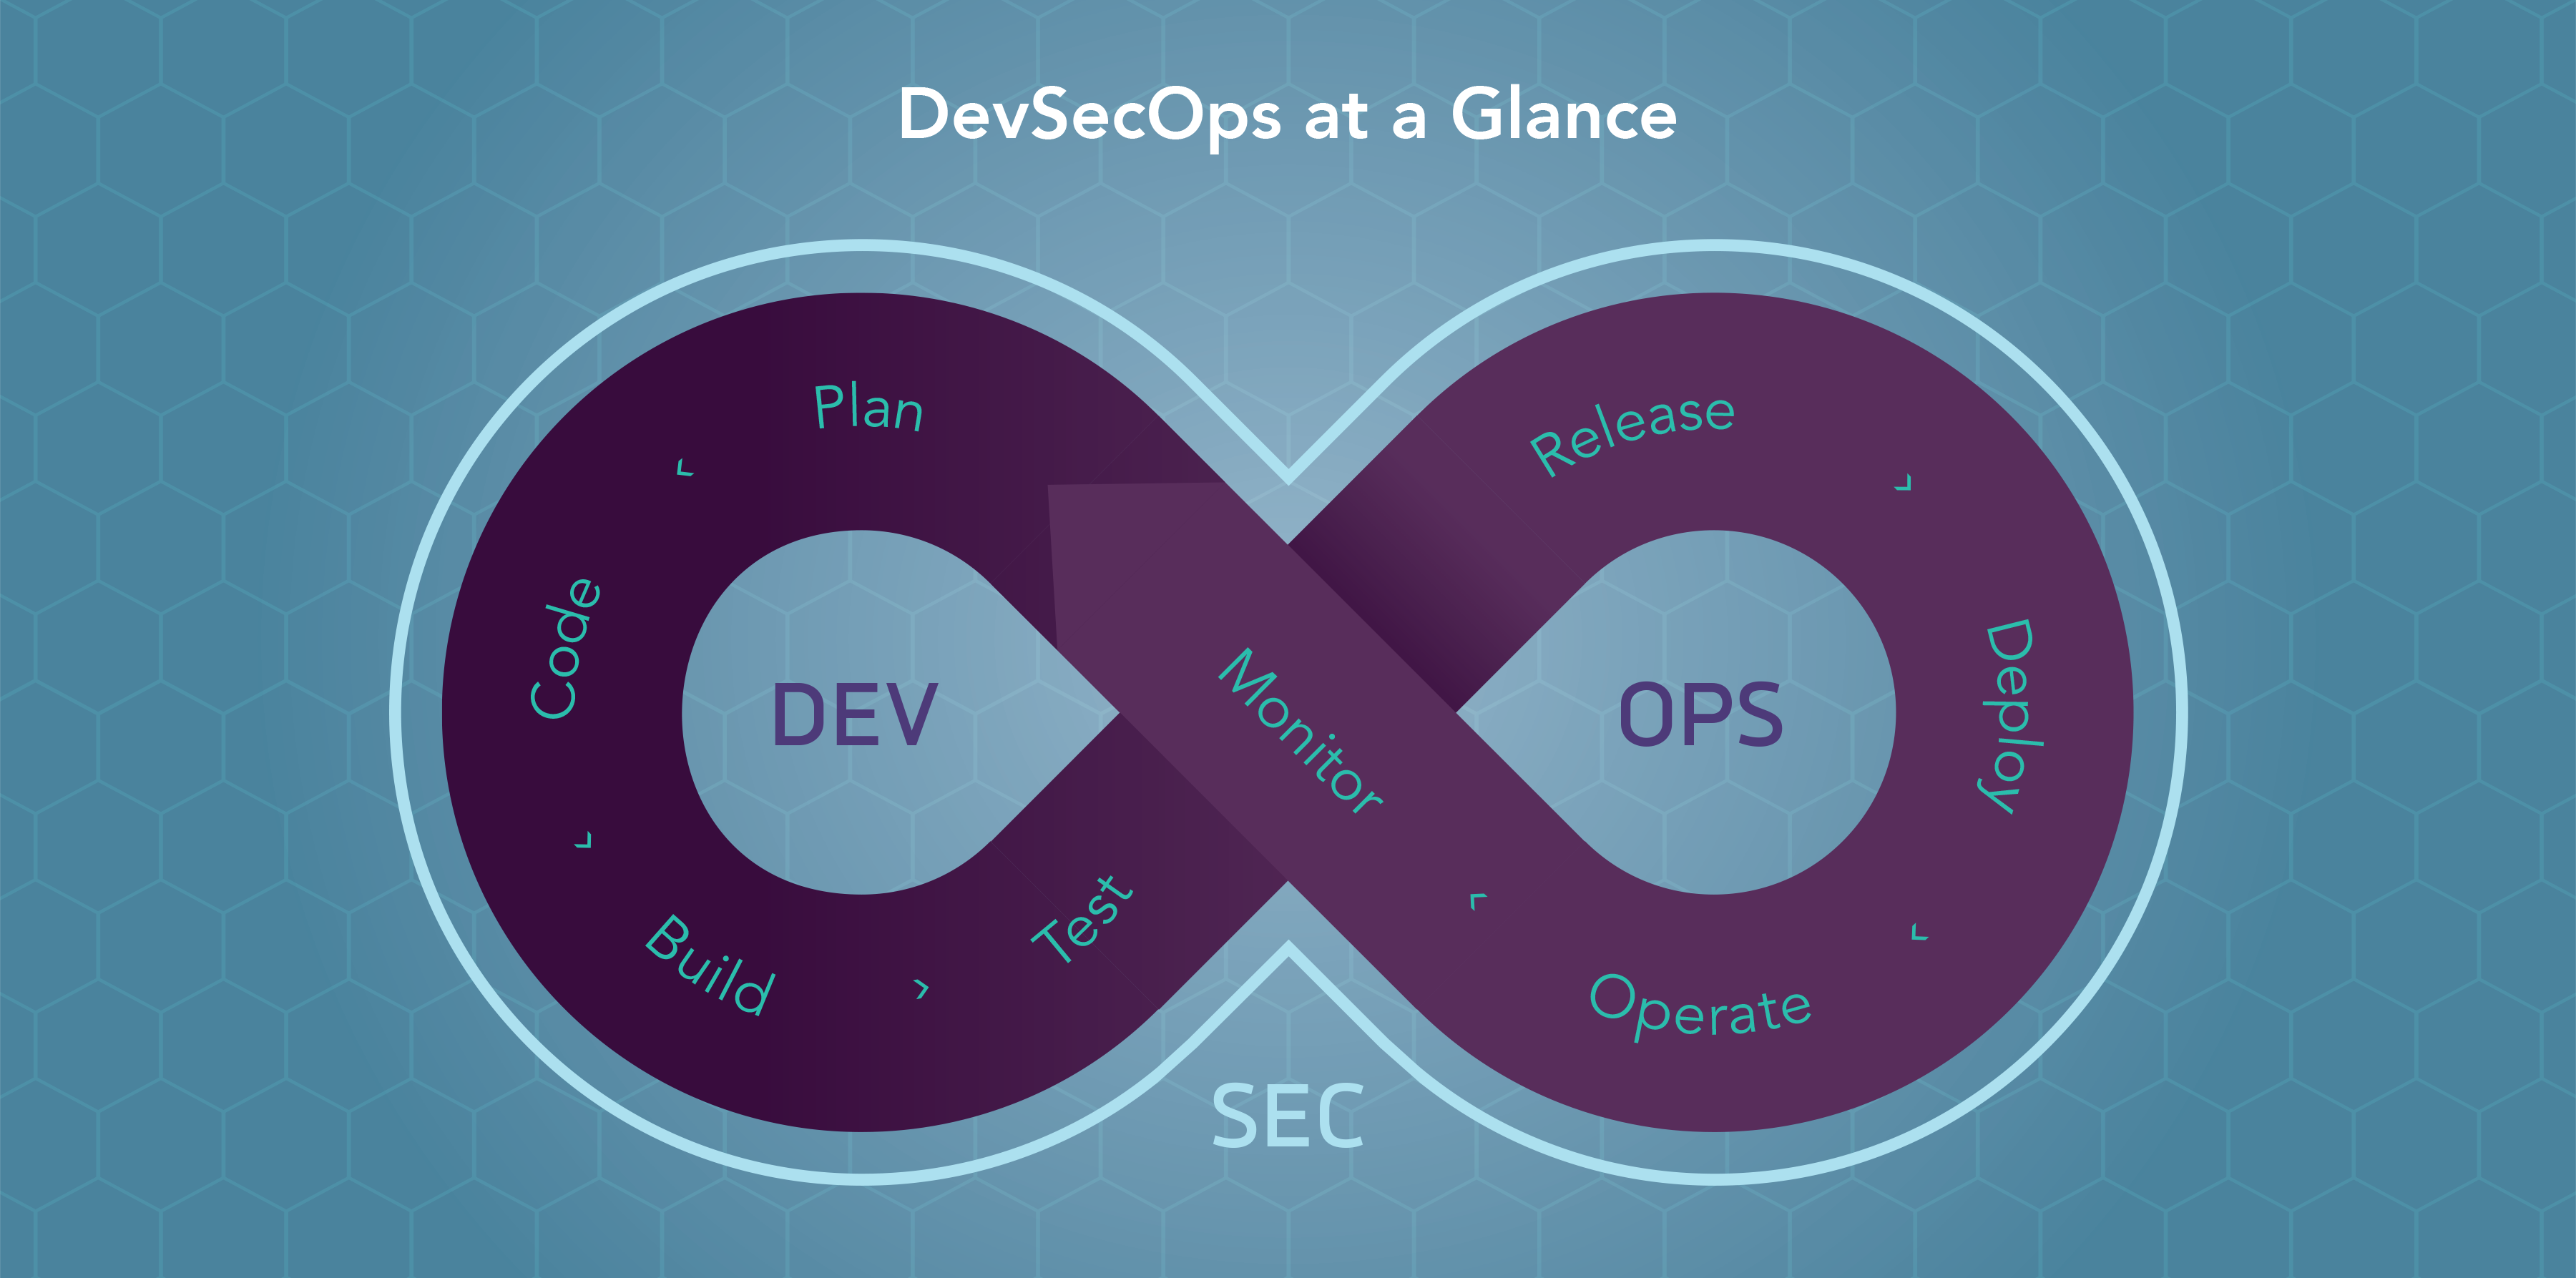 DevSecOps at a Glance
Plan
Code
Build
Test
Release
Deploy
Operate
Monitor
DEV
OPS
SEC